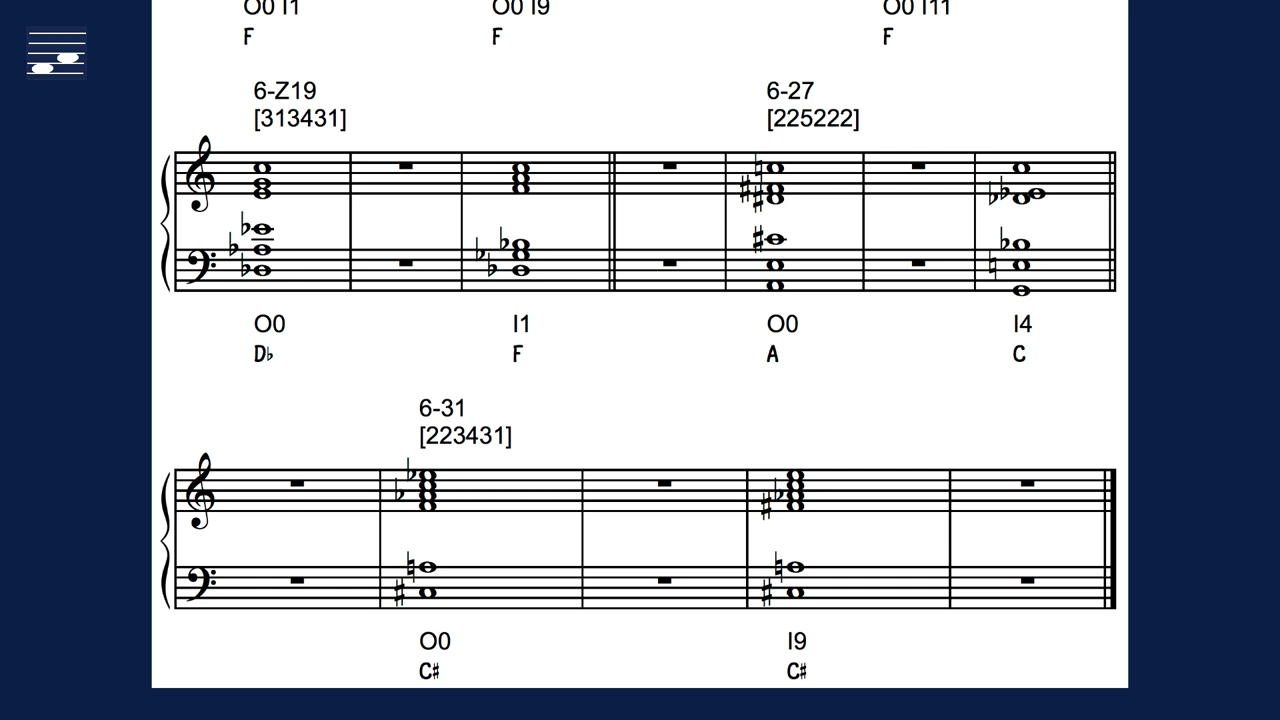 O0 I1 O0 I9 O0 I11
F F F
6-Z19 6-27
[313431] [225222]
O0 I1 O0 I4
D♭ F A C
6-31
[223431]
O0 I9
C♯ C♯